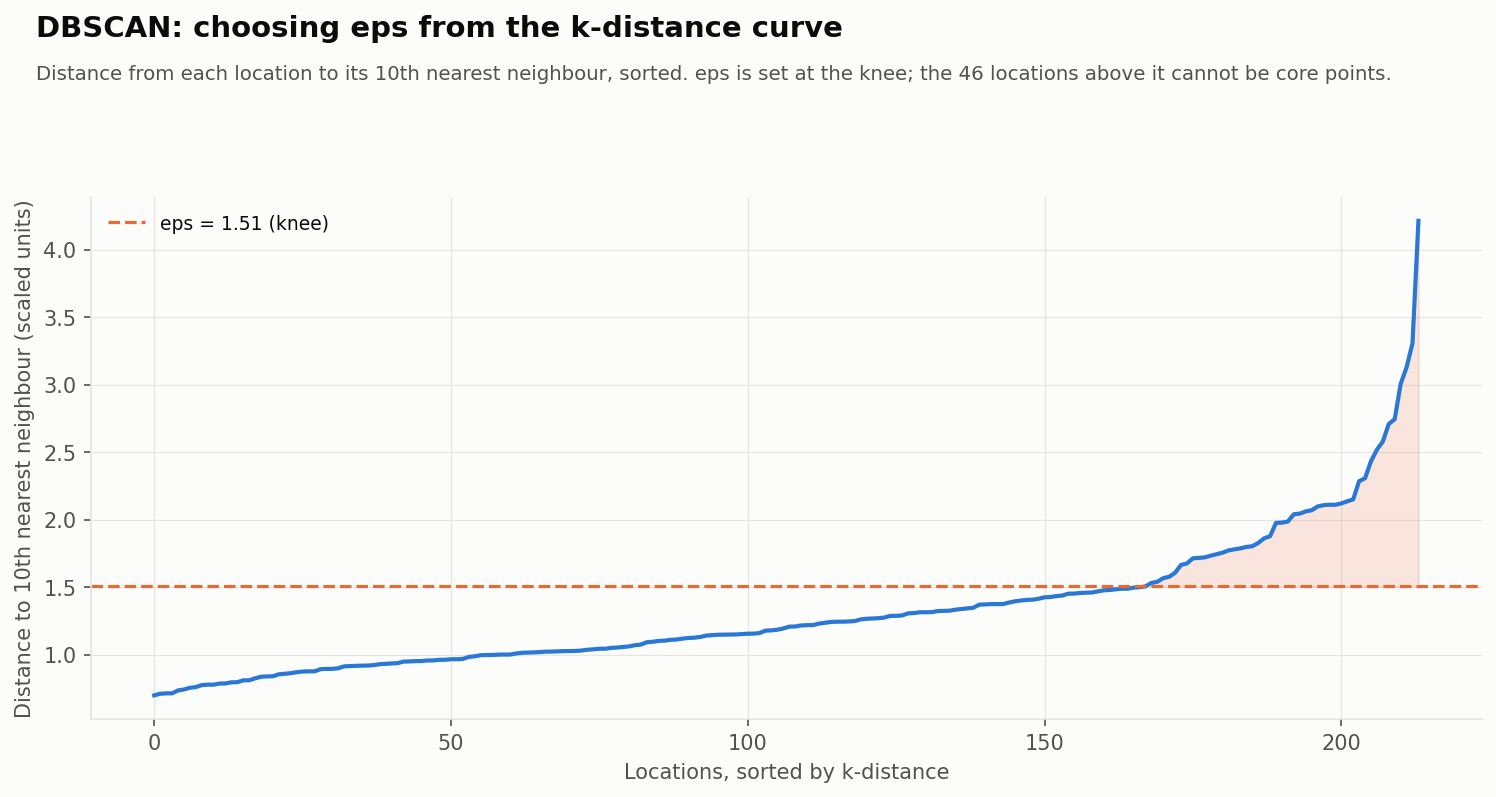 DBSCAN: choosing eps from the k-distance curve
Distance from each location to its 10th nearest neighbour, sorted. eps is set at the knee; the 46 locations above it cannot be core points.
eps = 1.51 (knee)
Distance to 10th nearest neighbour (scaled units)
4.0
3.5
3.0
2.5
2.0
1.5
1.0
0 50 100 150 200
Locations, sorted by k-distance